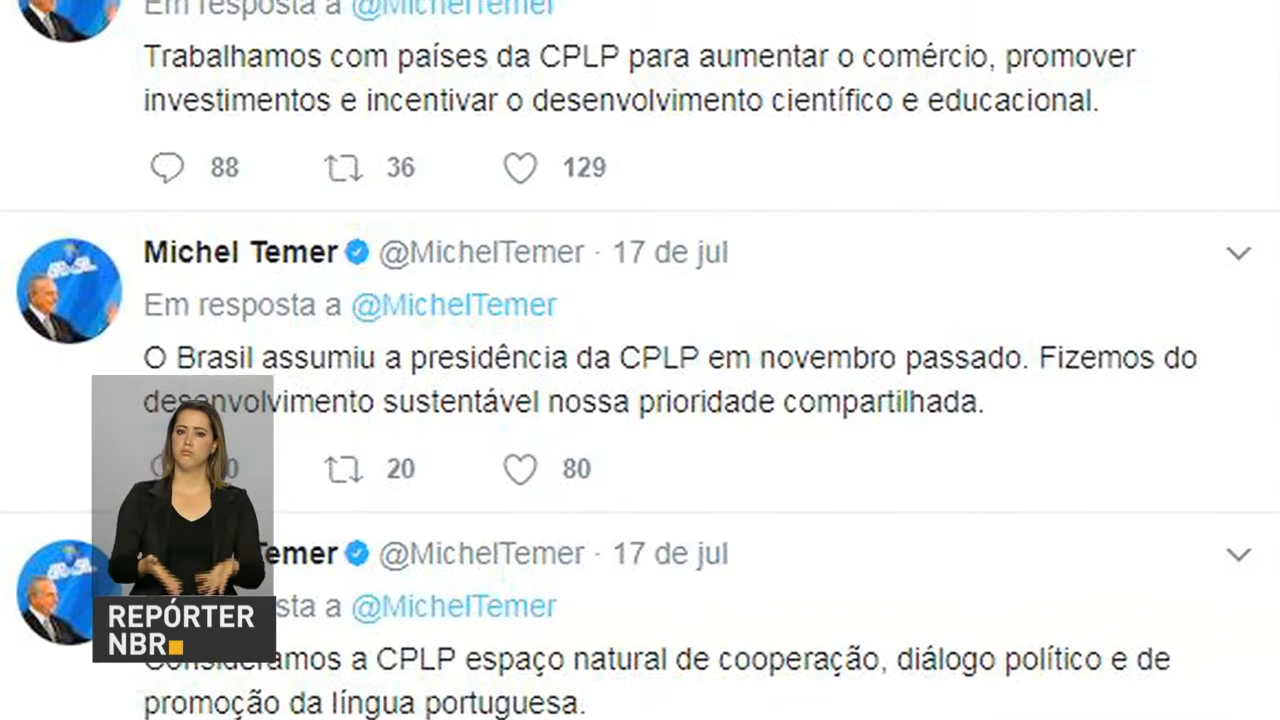 Em resposta a @MichelTemer
Trabalhamos com países da CPLP para aumentar o comércio, promover
investimentos e incentivar o desenvolvimento científico e educacional.
88 36 129
Michel Temer @MichelTemer · 17 de jul
Em resposta a @MichelTemer
O Brasil assumiu a presidência da CPLP em novembro passado. Fizemos do
desenvolvimento sustentável nossa prioridade compartilhada.
20 80
Temer @MichelTemer · 17 de jul
a @MichelTemer
Consideramos a CPLP espaço natural de cooperação, diálogo político e de
promoção da língua portuguesa.
REPÓRTER
NBR